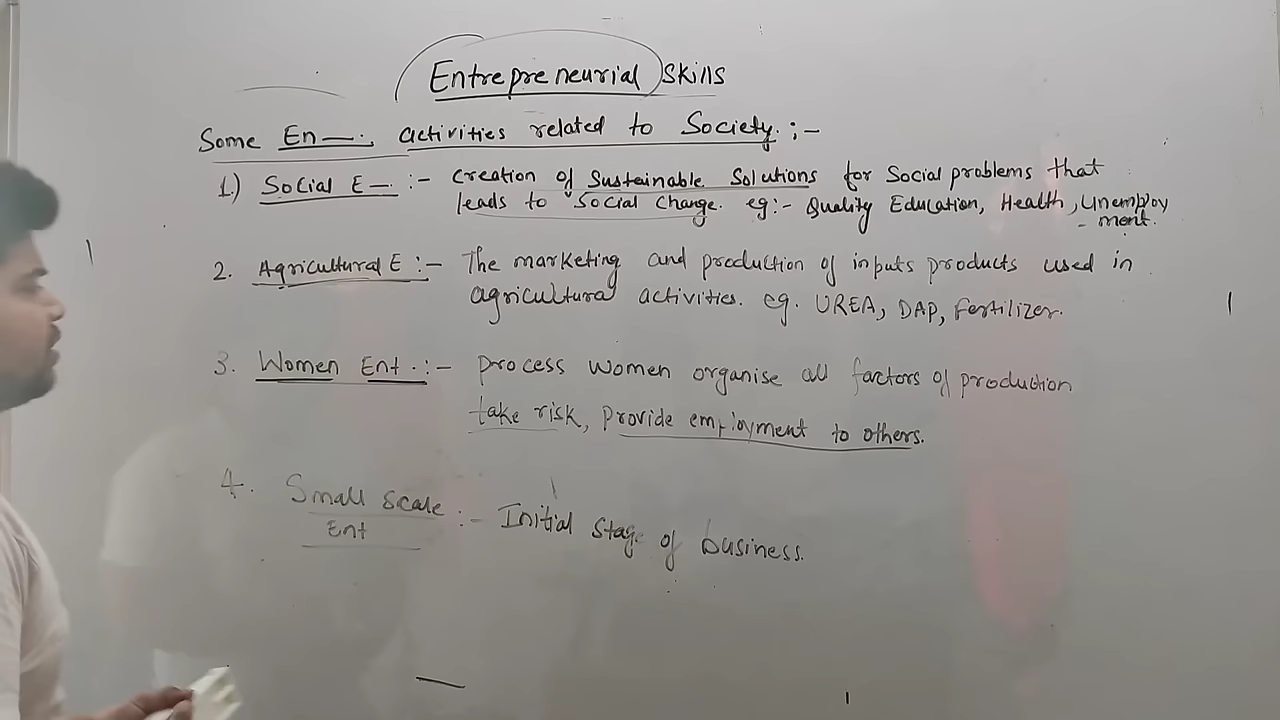 Entrepreneurial Skills
Some En—., activities related to Society :-
1.) Social E—. :- Creation of Sustainable Solutions for Social problems that
leads to "Social Change. eg:- Quality Education, Health, Unemploy
- ment.
2. Agricultural E :- The marketing and production of inputs products used in
agricultural activities. eg. UREA, DAP, Fertilizer.
3. Women Ent. :- Process women organise all factors of production
take risk, Provide employment to others.
4. Small scale :- Initial stage of business.
Ent